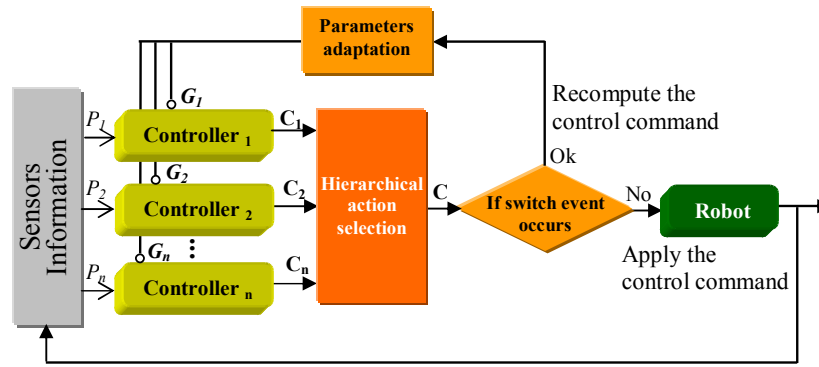 Parameters
adaptation
Sensors
Information
P1
G1
Controller 1
C1
P2
G2
Controller 2
C2
Pn
Gn
Controller n
Cn
Hierarchical
action
selection
C
If switch event
occurs
Ok
Recompute the
control command
No
Robot
Apply the
control command